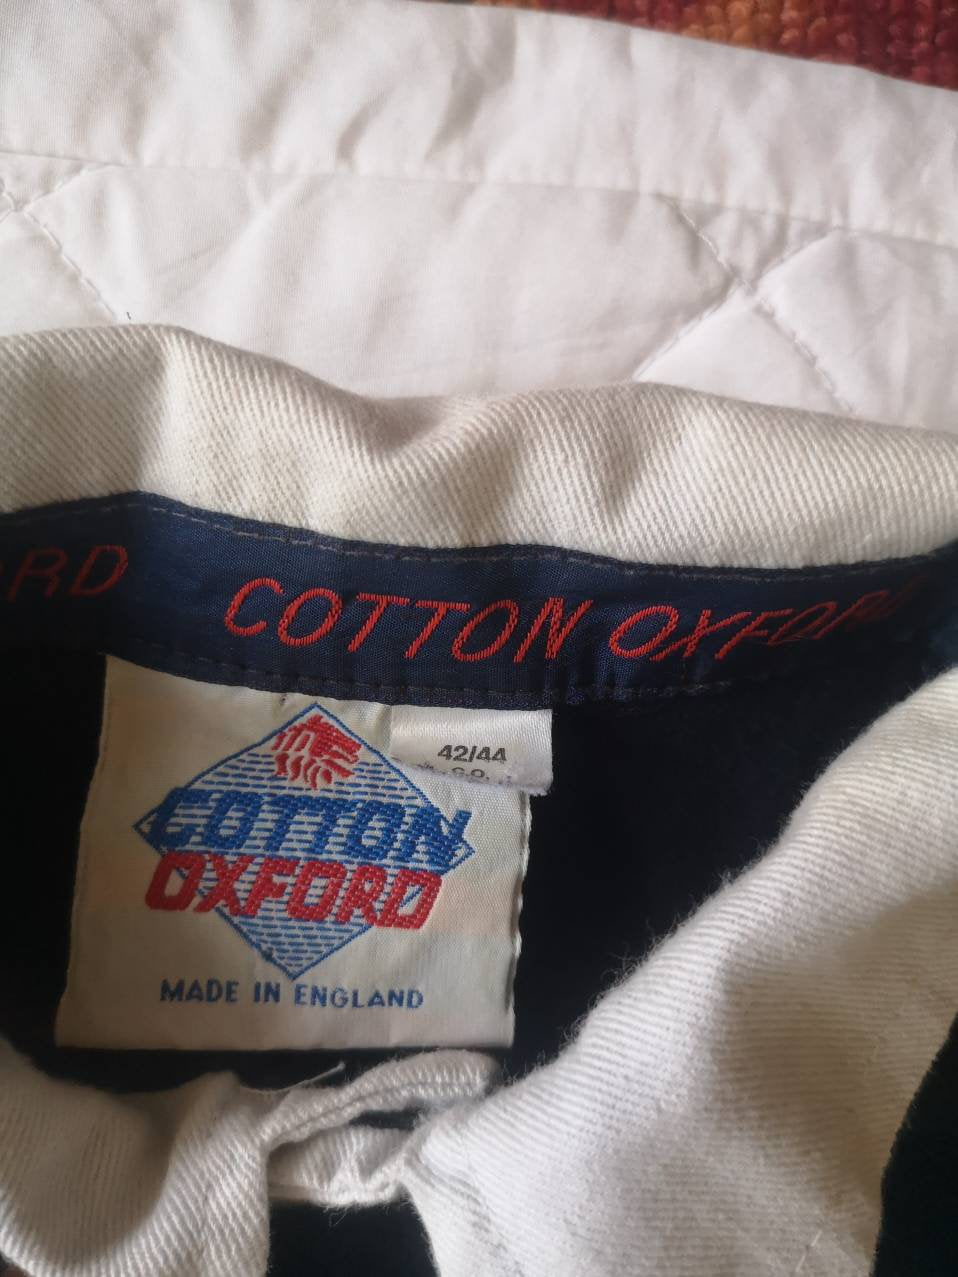 RD
COTTON OXFORD
42/44
COTTON
OXFORD
MADE IN ENGLAND